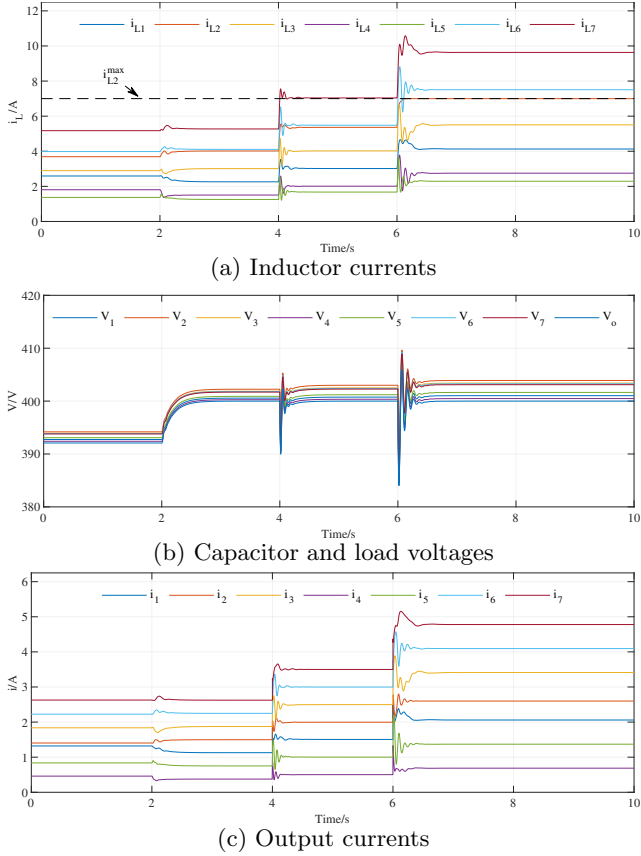 12
10
8
6
4
2
0
i_L/A
i_L1 i_L2 i_L3 i_L4 i_L5 i_L6 i_L7
i_L2^max
0 2 4 6 8 10
Time/s
(a) Inductor currents
420
410
400
390
380
V/V
V_1 V_2 V_3 V_4 V_5 V_6 V_7 V_o
0 2 4 6 8 10
Time/s
(b) Capacitor and load voltages
6
5
4
3
2
1
0
i/A
i_1 i_2 i_3 i_4 i_5 i_6 i_7
0 2 4 6 8 10
Time/s
(c) Output currents